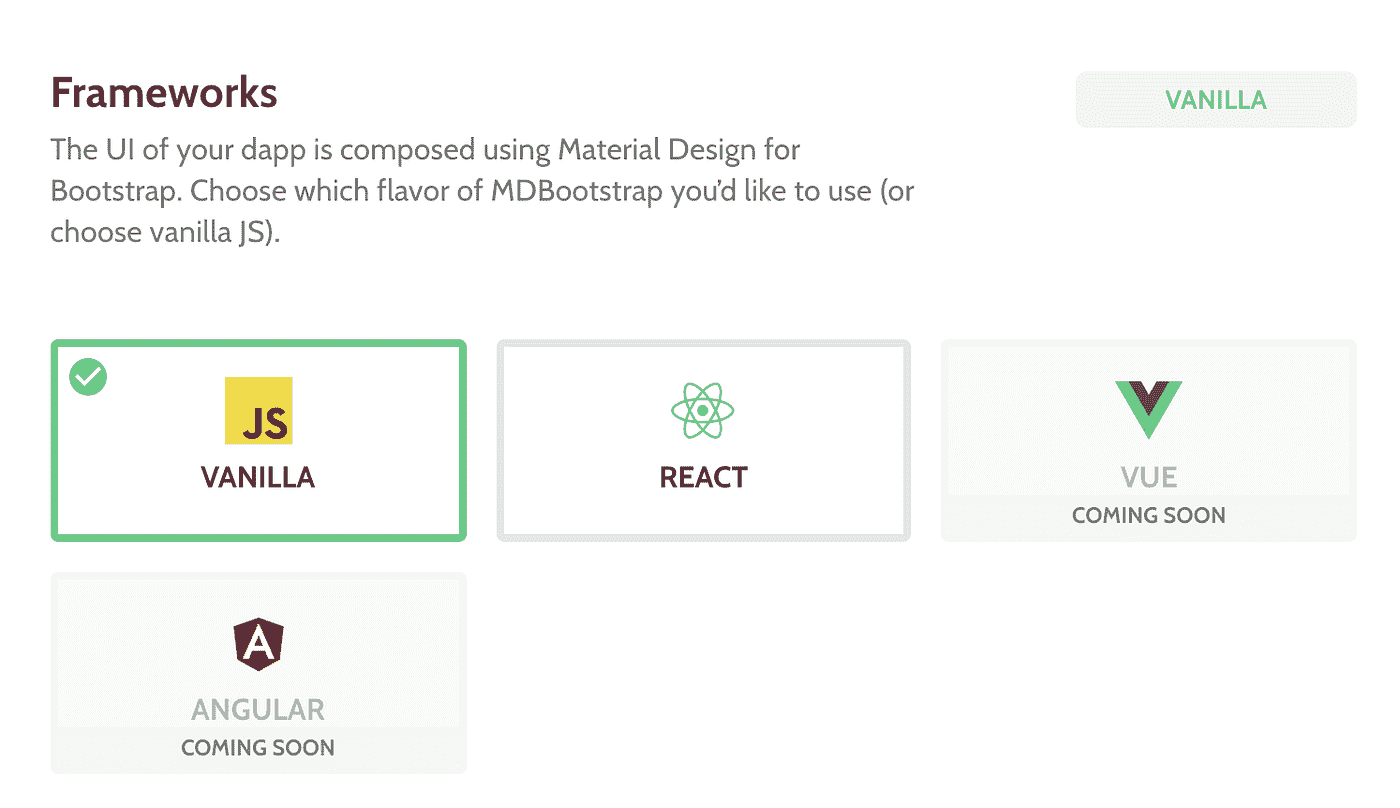 Frameworks
VANILLA
The UI of your dapp is composed using Material Design for
Bootstrap. Choose which flavor of MDBootstrap you’d like to use (or
choose vanilla JS).
JS
VANILLA
REACT
VUE
COMING SOON
A
ANGULAR
COMING SOON